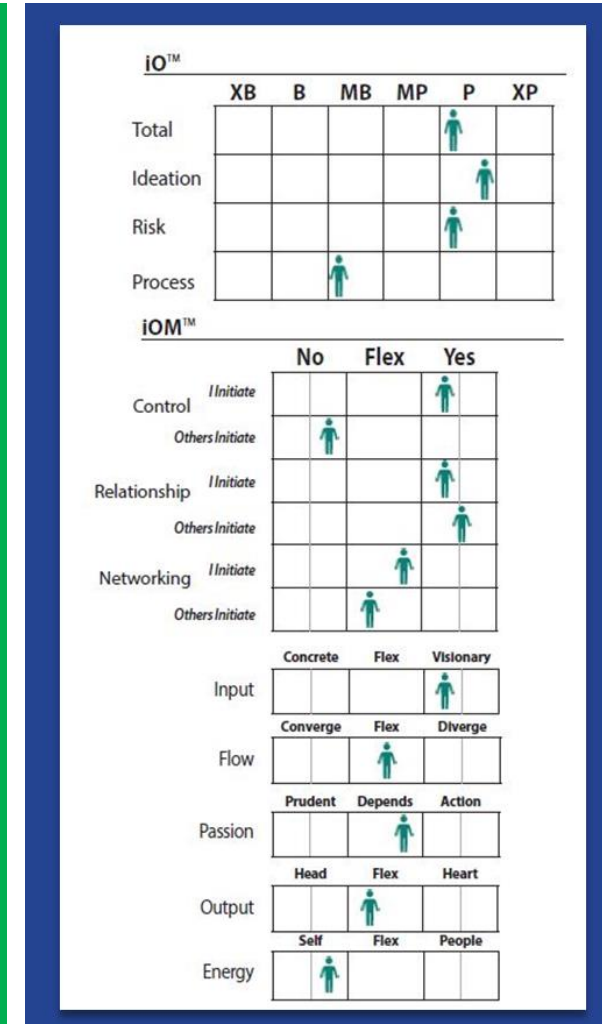 iO™
XB B MB MP P XP
Total
Ideation
Risk
Process
iOM™
No Flex Yes
Control I Initiate
Others Initiate
Relationship I Initiate
Others Initiate
Networking I Initiate
Others Initiate
Concrete Flex Visionary
Input
Converge Flex Diverge
Flow
Prudent Depends Action
Passion
Head Flex Heart
Output
Self Flex People
Energy